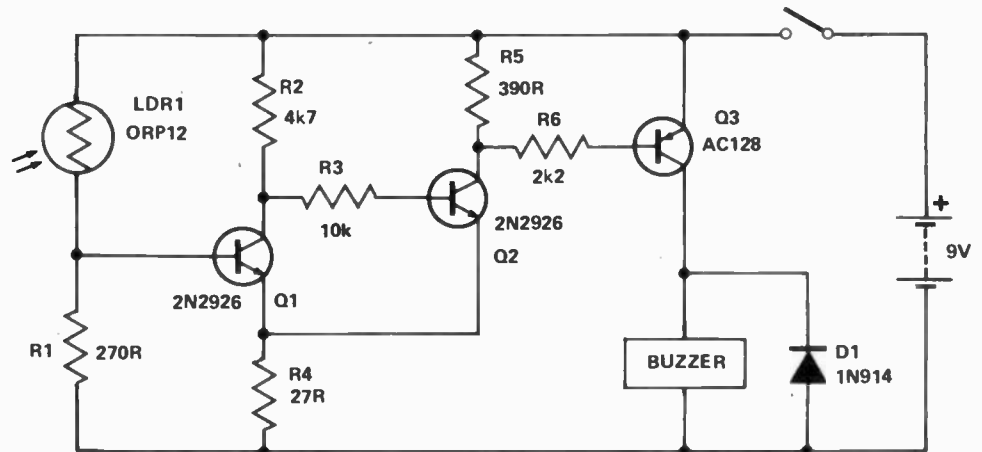 LDR1
ORP12
R2
4k7
R5
390R
R6
2k2
Q3
AC128
R3
10k
2N2926
Q2
2N2926
Q1
+
9V
R1
270R
R4
27R
BUZZER
D1
1N914